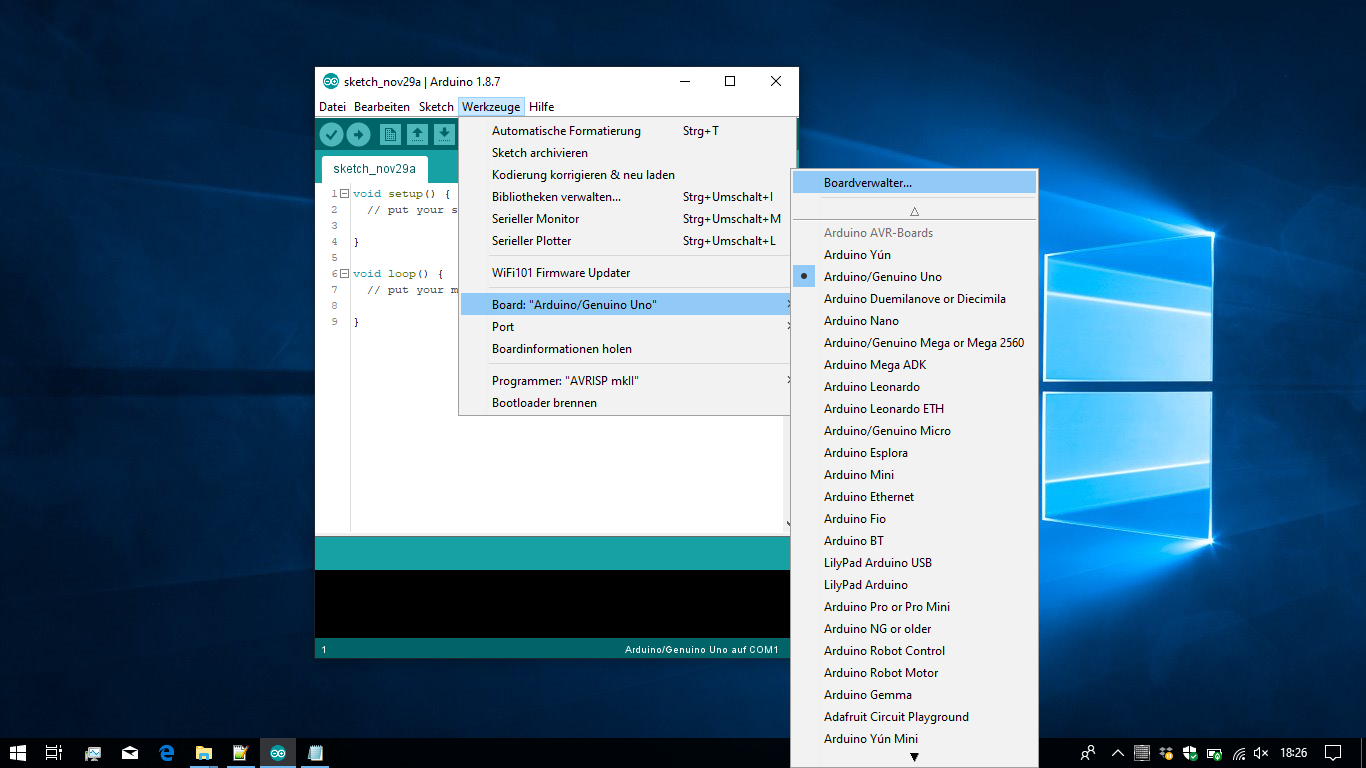 sketch_nov29a | Arduino 1.8.7
Datei Bearbeiten Sketch Werkzeuge Hilfe
sketch_nov29a
1 void setup() {
2 // put your s
3
4 }
5
6 void loop() {
7 // put your m
8
9 }
Automatische Formatierung Strg+T
Sketch archivieren
Kodierung korrigieren & neu laden
Bibliotheken verwalten... Strg+Umschalt+I
Serieller Monitor Strg+Umschalt+M
Serieller Plotter Strg+Umschalt+L
WiFi101 Firmware Updater
Board: "Arduino/Genuino Uno"
Port
Boardinformationen holen
Programmer: "AVRISP mkII"
Bootloader brennen
Boardverwalter...
Arduino AVR-Boards
Arduino Yún
Arduino/Genuino Uno
Arduino Duemilanove or Diecimila
Arduino Nano
Arduino/Genuino Mega or Mega 2560
Arduino Mega ADK
Arduino Leonardo
Arduino Leonardo ETH
Arduino/Genuino Micro
Arduino Esplora
Arduino Mini
Arduino Ethernet
Arduino Fio
Arduino BT
LilyPad Arduino USB
LilyPad Arduino
Arduino Pro or Pro Mini
Arduino NG or older
Arduino Robot Control
Arduino Robot Motor
Arduino Gemma
Adafruit Circuit Playground
Arduino Yún Mini
1 Arduino/Genuino Uno auf COM1
18:26